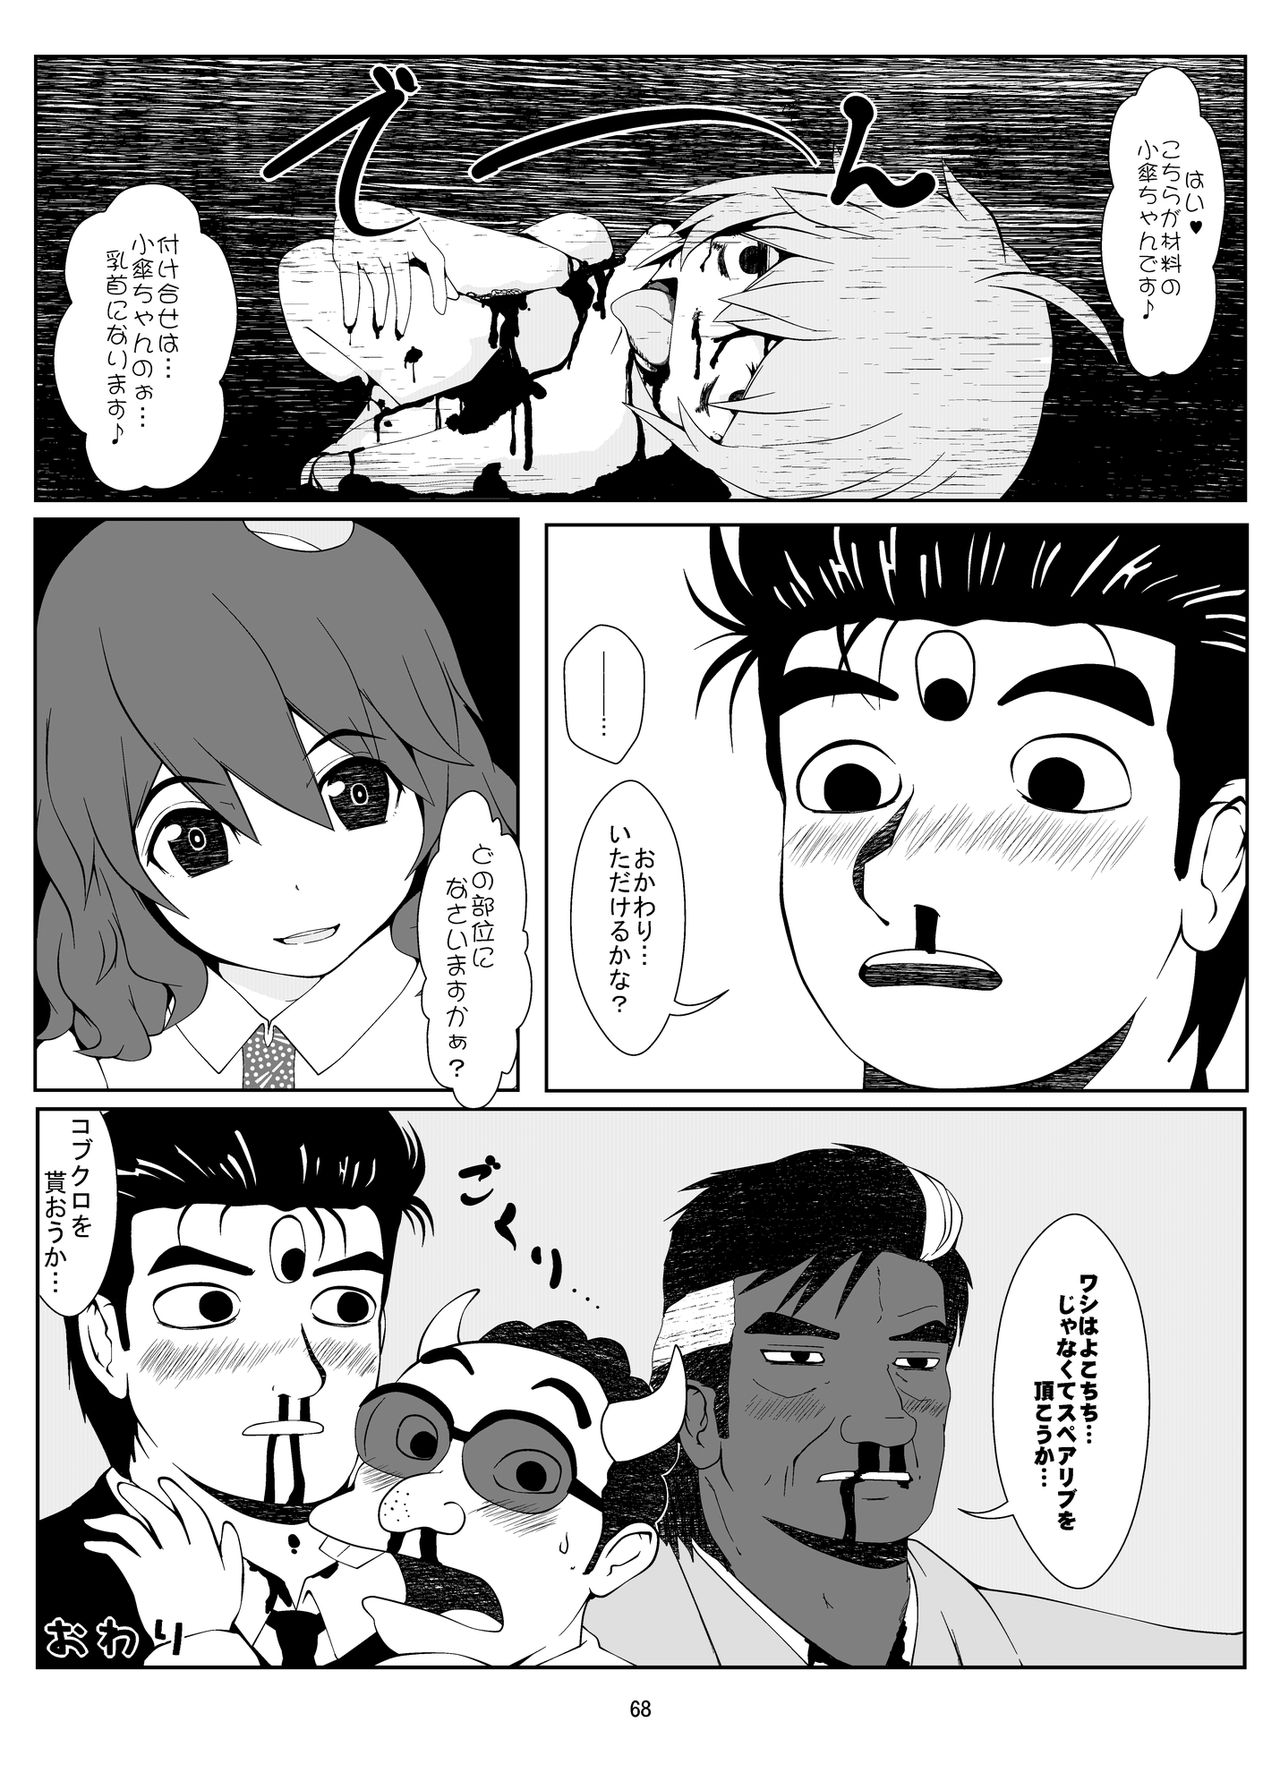 はい♥
こちらが材料の
小傘ちゃんです♪
でーん
付け合せは…
小傘ちゃんのぉ…
乳首になります♪
――…
おかわり…
いただけるかな？
どの部位に
なさいますかぁ？
ワシはよこちち…
じゃなくてスペアリブを
頂こうか…
ごくり…
コブクロを
貰おうか…
おわり
68